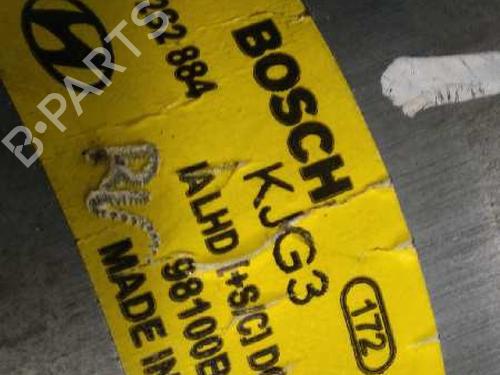 BOSCH
KJG3
262 884
IALHD
[+S/C]
98100B
MADE IN
172
B-PARTS